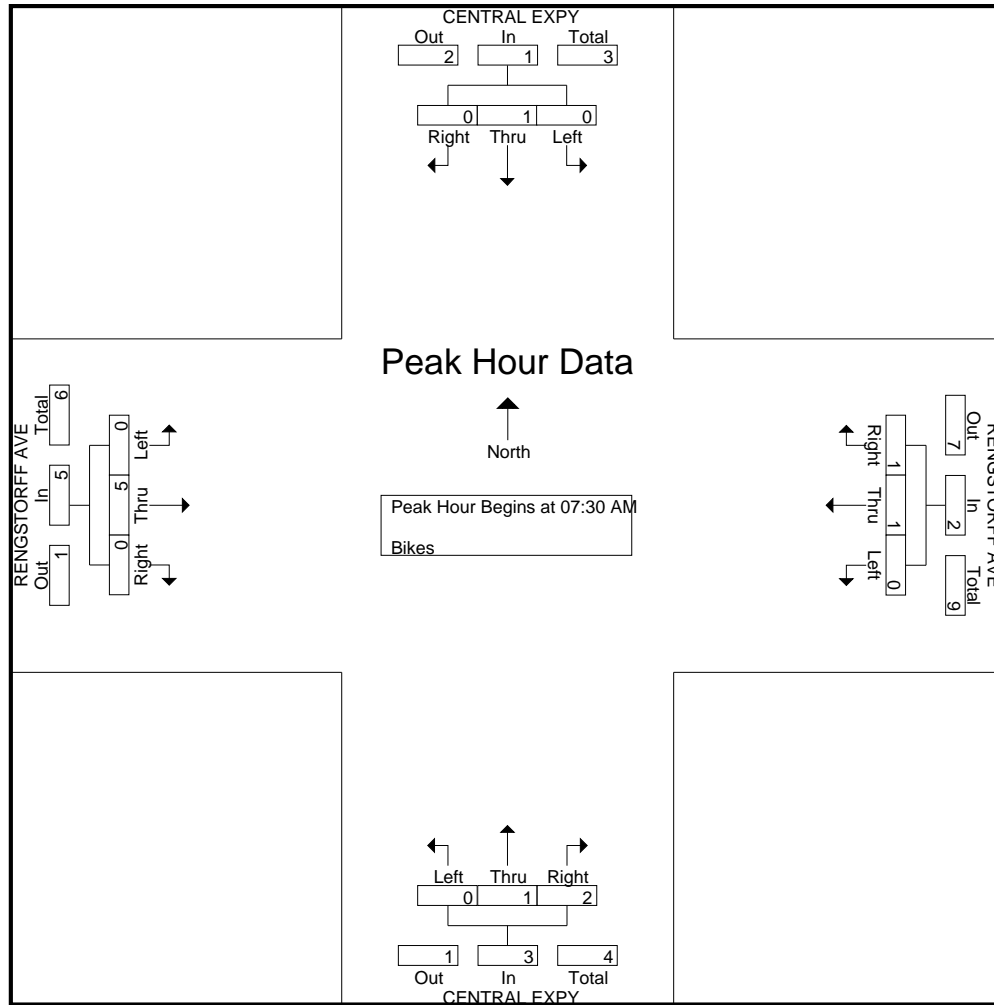 CENTRAL EXPY
Out In Total
2 1 3
0 1 0
Right Thru Left
Peak Hour Data
North
Peak Hour Begins at 07:30 AM
Bikes
RENGSTORFF AVE
Out In Total
1 5 6
0 5 0
Right Thru Left
RENGSTORFF AVE
Out In Total
7 2 9
1 1 0
Right Thru Left
Left Thru Right
0 1 2
1 3 4
Out In Total
CENTRAL EXPY